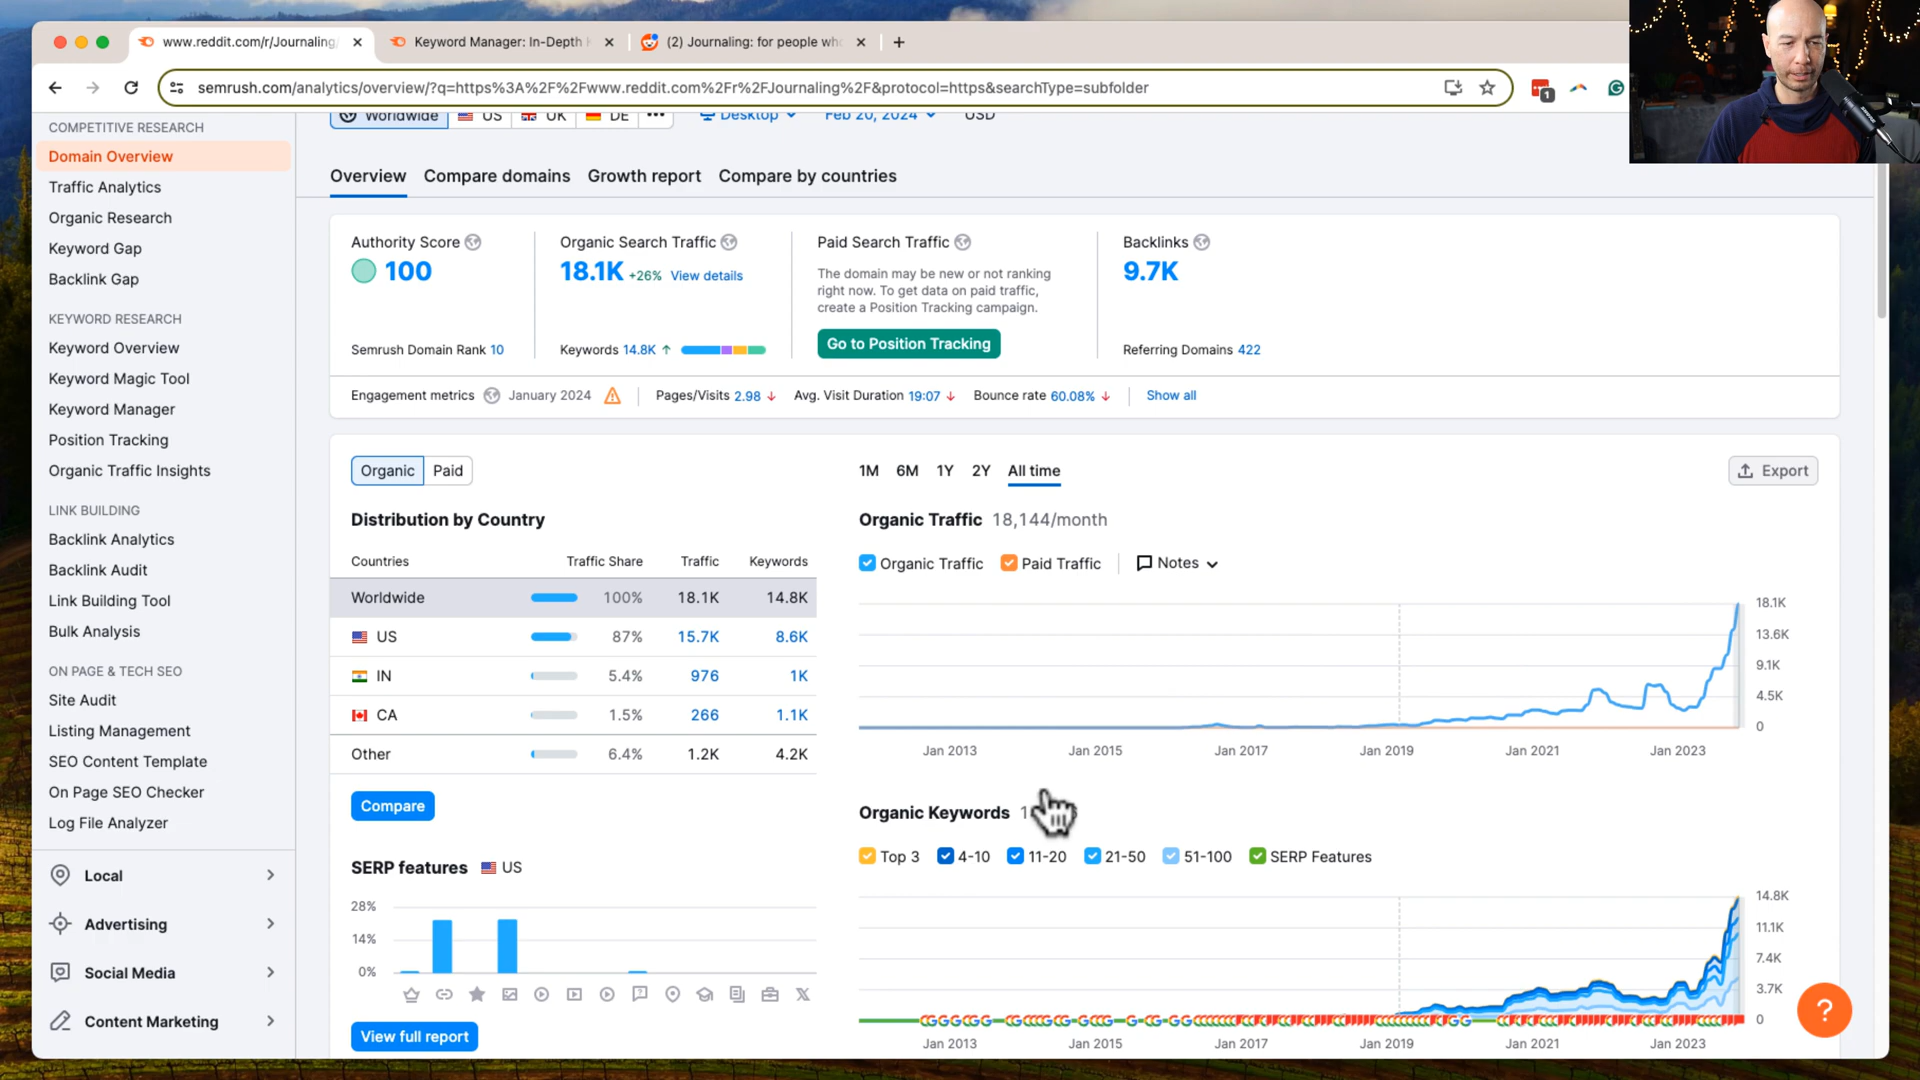 www.reddit.com/r/Journaling/
Keyword Manager: In-Depth
(2) Journaling: for people who
semrush.com/analytics/overview/?q=https%3A%2F%2Fwww.reddit.com%2Fr%2FJournaling%2F&protocol=https&searchType=subfolder
1
COMPETITIVE RESEARCH
Domain Overview
Traffic Analytics
Organic Research
Keyword Gap
Backlink Gap
KEYWORD RESEARCH
Keyword Overview
Keyword Magic Tool
Keyword Manager
Position Tracking
Organic Traffic Insights
LINK BUILDING
Backlink Analytics
Backlink Audit
Link Building Tool
Bulk Analysis
ON PAGE & TECH SEO
Site Audit
Listing Management
SEO Content Template
On Page SEO Checker
Log File Analyzer
Local
Advertising
Social Media
Content Marketing
Worldwide US UK DE ••• Desktop Feb 20, 2024 USD
Overview Compare domains Growth report Compare by countries
Authority Score
100
Semrush Domain Rank 10
Organic Search Traffic
18.1K +26% View details
Keywords 14.8K ↑
Paid Search Traffic
The domain may be new or not ranking
right now. To get data on paid traffic,
create a Position Tracking campaign.
Go to Position Tracking
Backlinks
9.7K
Referring Domains 422
Engagement metrics January 2024 Pages/Visits 2.98 ↓ Avg. Visit Duration 19:07 ↓ Bounce rate 60.08% ↓ Show all
Organic Paid
Distribution by Country
Countries Traffic Share Traffic Keywords
Worldwide 100% 18.1K 14.8K
US 87% 15.7K 8.6K
IN 5.4% 976 1K
CA 1.5% 266 1.1K
Other 6.4% 1.2K 4.2K
Compare
SERP features US
28%
14%
0%
View full report
1M 6M 1Y 2Y All time
Export
Organic Traffic 18,144/month
Organic Traffic Paid Traffic Notes
18.1K
13.6K
9.1K
4.5K
0
Jan 2013 Jan 2015 Jan 2017 Jan 2019 Jan 2021 Jan 2023
Organic Keywords
Top 3 4-10 11-20 21-50 51-100 SERP Features
14.8K
11.1K
7.4K
3.7K
0
Jan 2013 Jan 2015 Jan 2017 Jan 2019 Jan 2021 Jan 2023
?